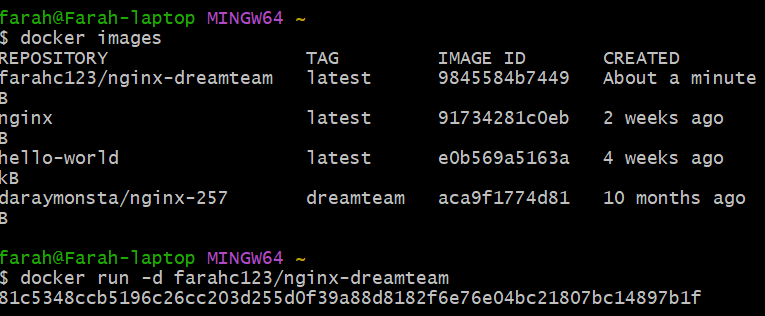 farah@Farah-laptop MINGW64 ~
$ docker images
REPOSITORY TAG IMAGE ID CREATED
farahc123/nginx-dreamteam latest 9845584b7449 About a minute
B
nginx latest 91734281c0eb 2 weeks ago
B
hello-world latest e0b569a5163a 4 weeks ago
kB
daraymonsta/nginx-257 dreamteam aca9f1774d81 10 months ago
B
farah@Farah-laptop MINGW64 ~
$ docker run -d farahc123/nginx-dreamteam
81c5348ccb5196c26cc203d255d0f39a88d8182f6e76e04bc21807bc14897b1f